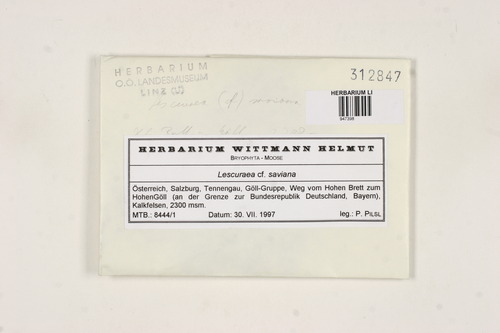 HERBARIUM
O.Ö. LANDESMUSEUM
LINZ
312847
HERBARIUM LI
HERBARIUM WITTMANN HELMUT
BRYOPHYTA - MOOSE
Lescuraea cf. saviana
Österreich, Salzburg, Tennengau, Göll-Gruppe, Weg vom Hohen Brett zum
HohenGöll (an der Grenze zur Bundesrepublik Deutschland, Bayern),
Kalkfelsen, 2300 msm.
MTB.: 8444/1 Datum: 30. VII. 1997 leg.: P. PILSL